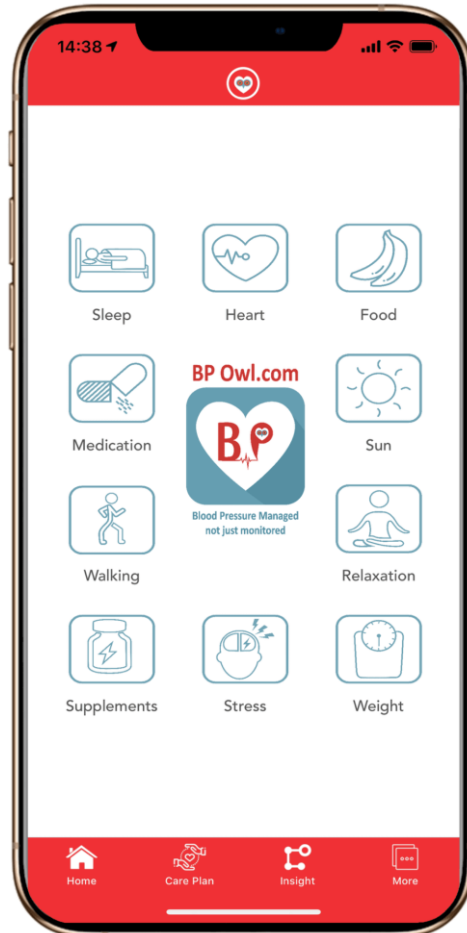 14:38
Sleep
Heart
Food
BP Owl.com
Medication
BP
Sun
Blood Pressure Managed
not just monitored
Walking
Relaxation
Supplements
Stress
Weight
Home
Care Plan
Insight
More